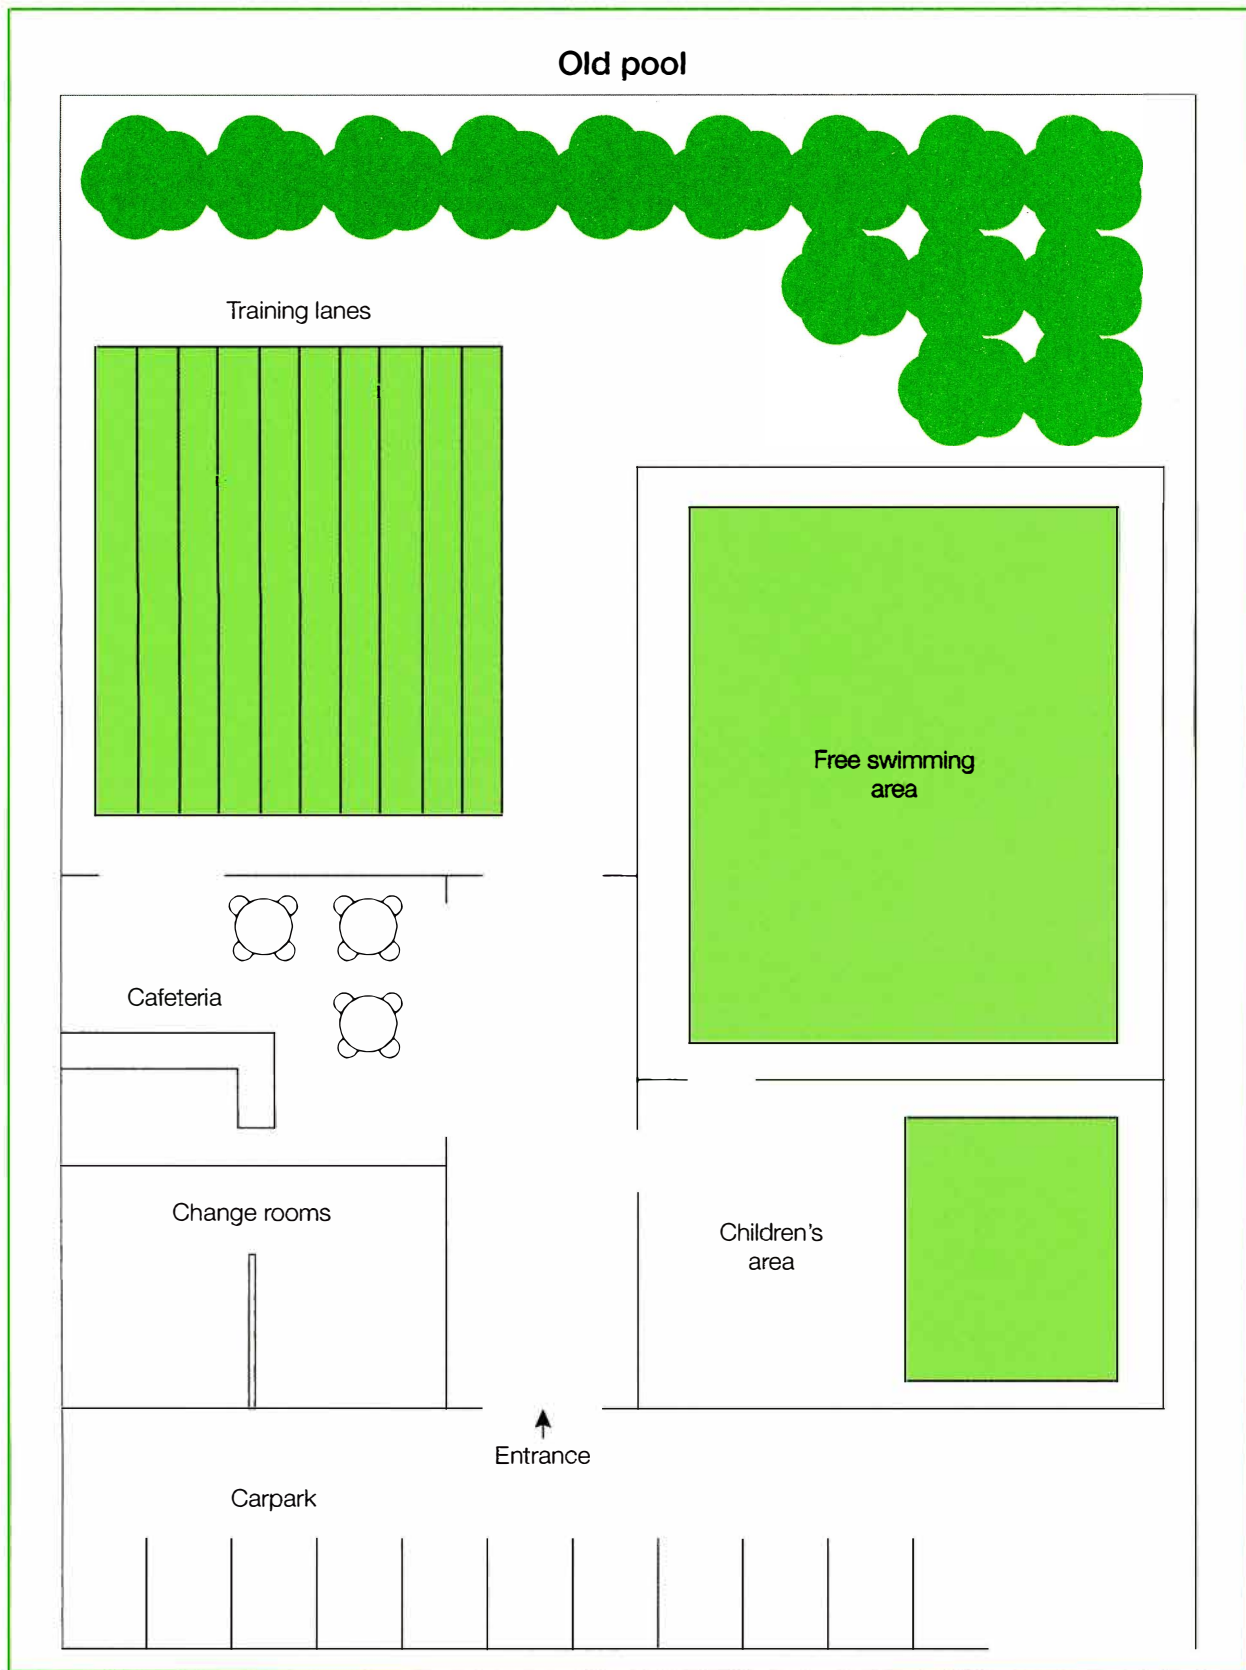 Old pool
Training lanes
Free swimming
area
Cafeteria
Change rooms
Children's
area
Entrance
Carpark